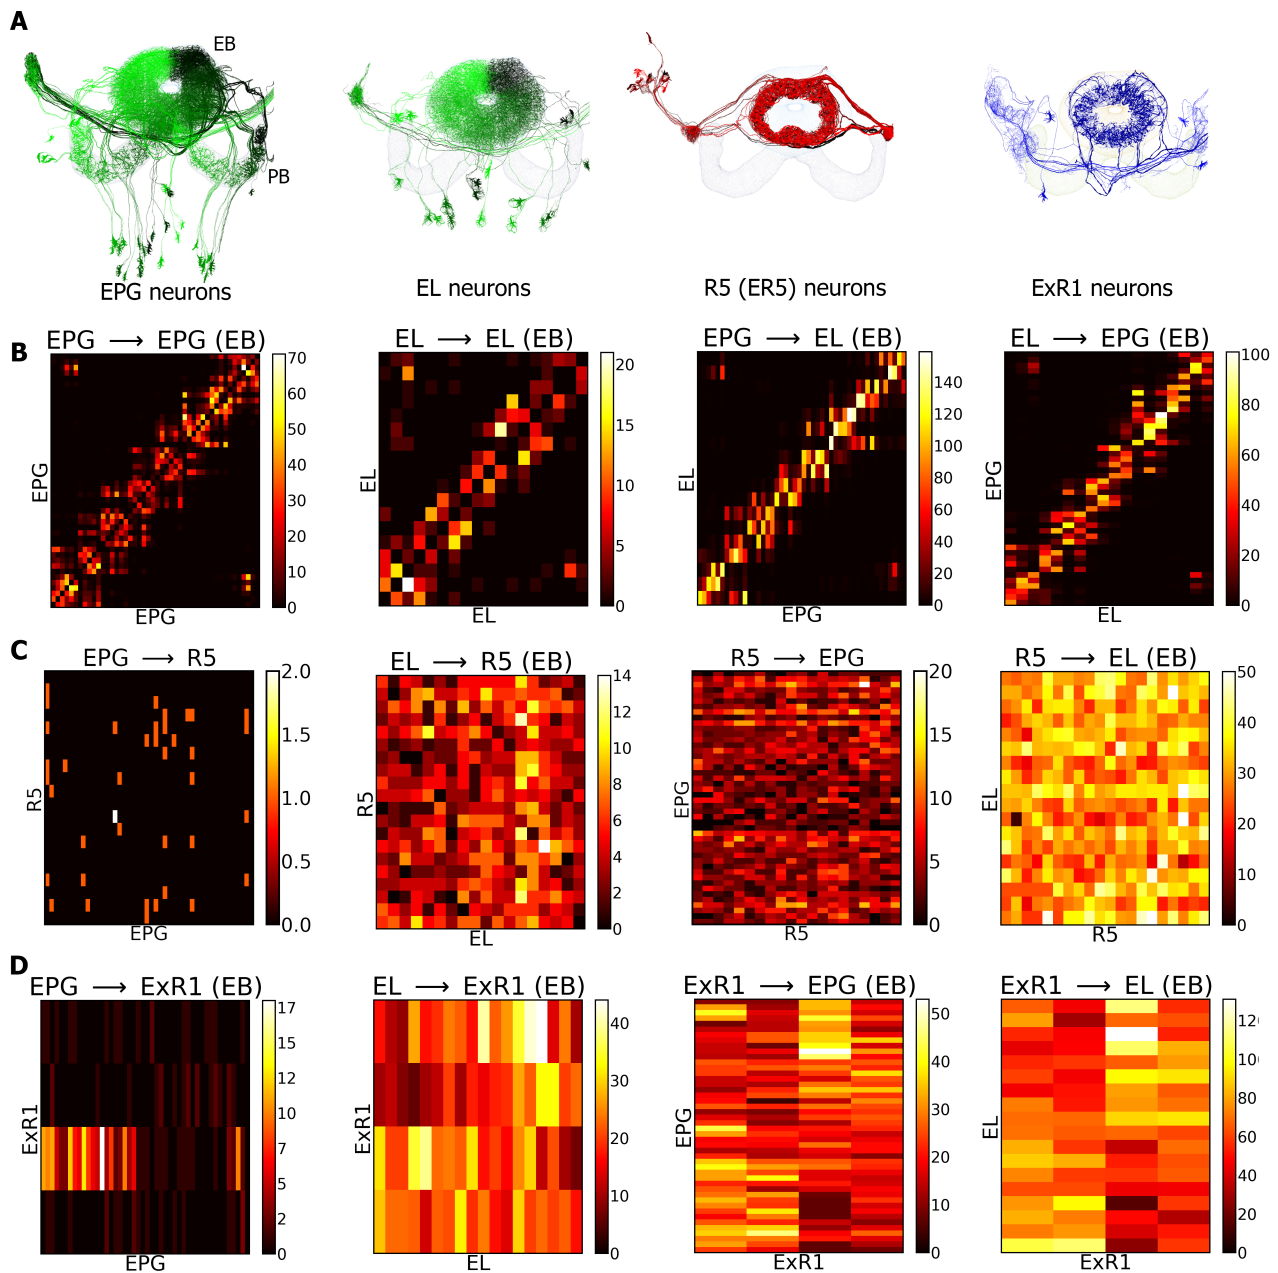 A
EB
PB
EPG neurons
EL neurons
R5 (ER5) neurons
ExR1 neurons
B
EPG → EPG (EB)
EPG
EPG
70
60
50
40
30
20
10
0
EL → EL (EB)
EL
EL
20
15
10
5
0
EPG → EL (EB)
EL
EPG
140
120
100
80
60
40
20
0
EL → EPG (EB)
EPG
EL
100
80
60
40
20
0
C
EPG → R5
R5
EPG
2.0
1.5
1.0
0.5
0.0
EL → R5 (EB)
R5
EL
14
12
10
8
6
4
2
0
R5 → EPG
EPG
R5
20
15
10
5
0
R5 → EL (EB)
EL
R5
50
40
30
20
10
0
D
EPG → ExR1 (EB)
ExR1
EPG
17
15
13
12
10
8
7
5
3
2
0
EL → ExR1 (EB)
ExR1
EL
40
30
20
10
0
ExR1 → EPG (EB)
EPG
ExR1
50
40
30
20
10
0
ExR1 → EL (EB)
EL
ExR1
12
100
80
60
40
20
0